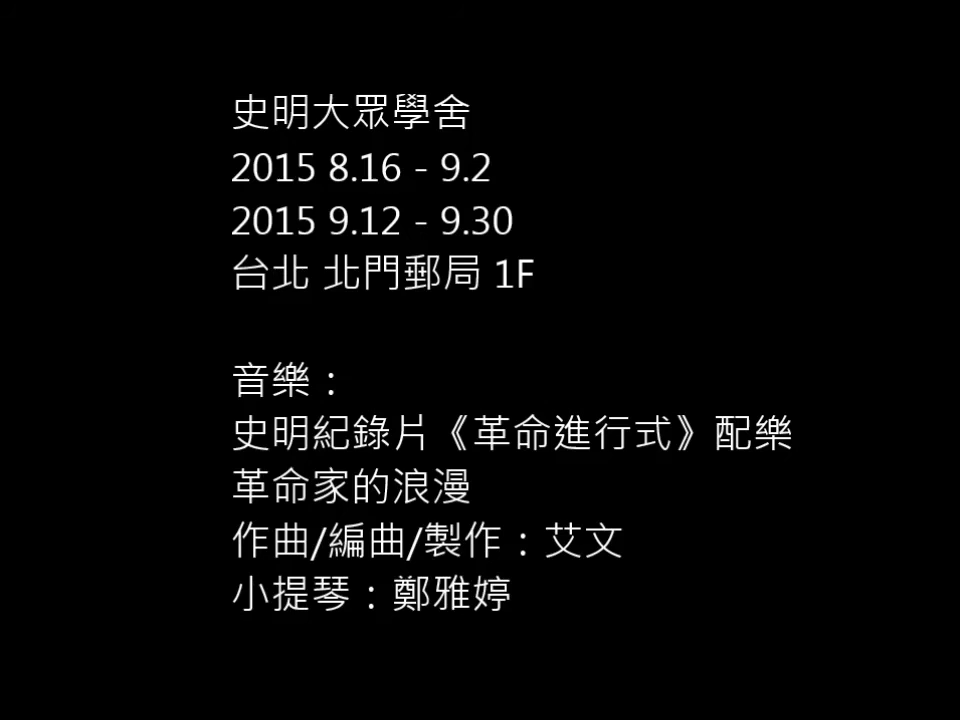 史明大眾學舍
2015 8.16 - 9.2
2015 9.12 - 9.30
台北 北門郵局 1F
音樂：
史明紀錄片《革命進行式》配樂
革命家的浪漫
作曲/編曲/製作：艾文
小提琴：鄭雅婷